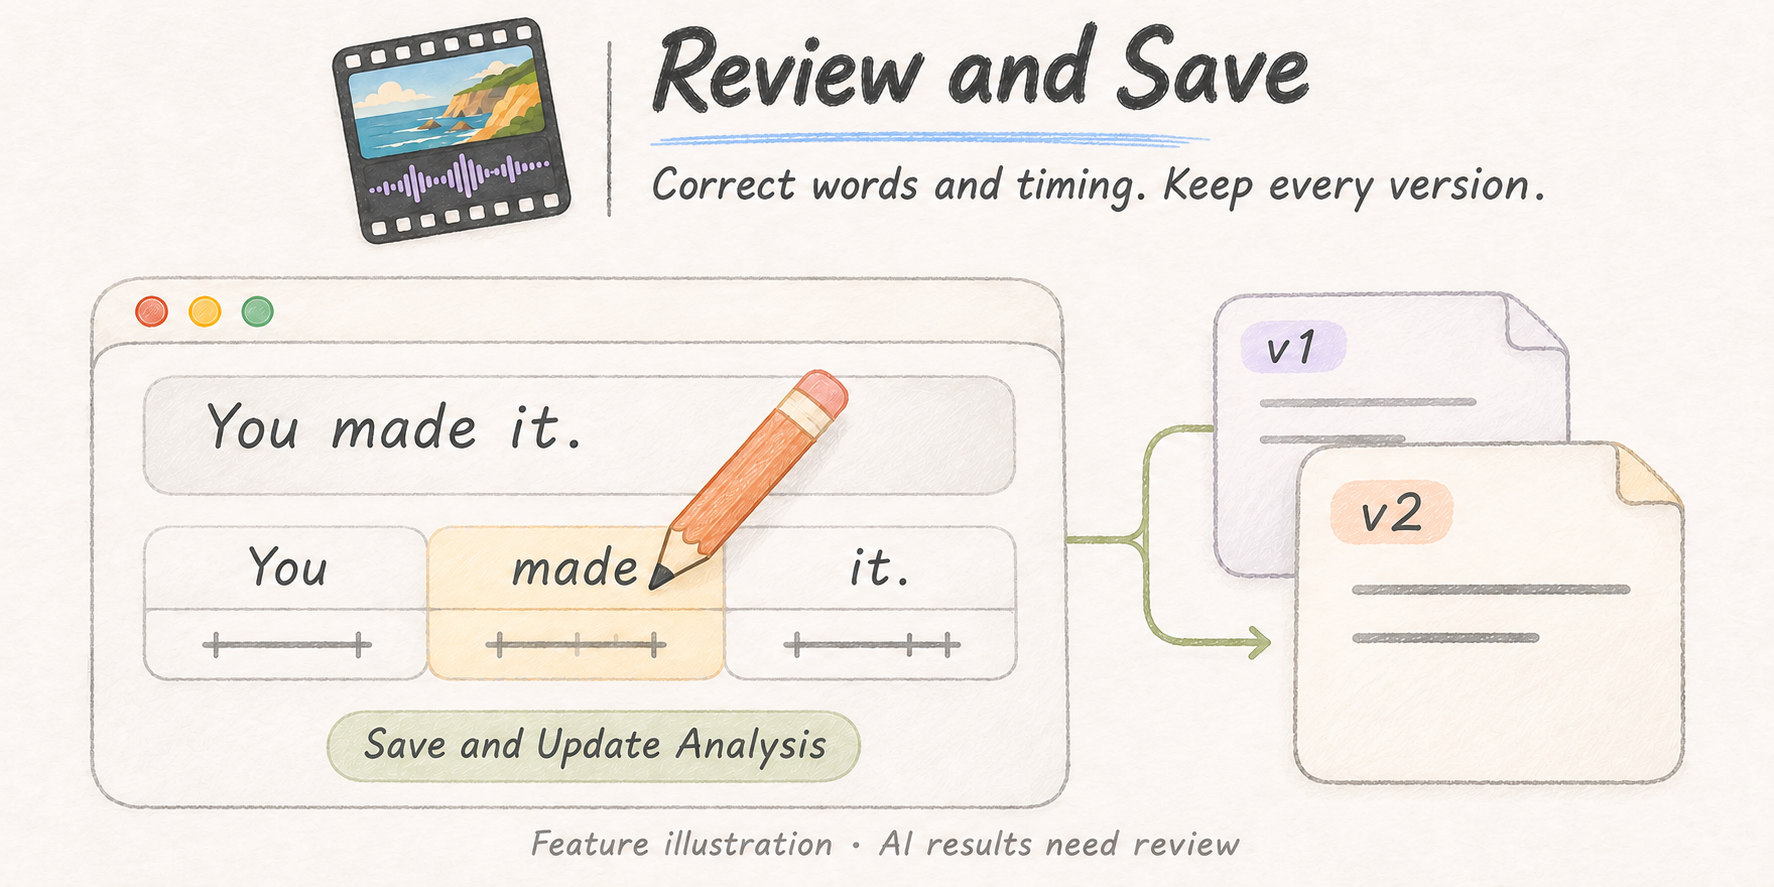 Review and Save
Correct words and timing. Keep every version.
You made it.
You made it.
Save and Update Analysis
v1
v2
Feature illustration • AI results need review